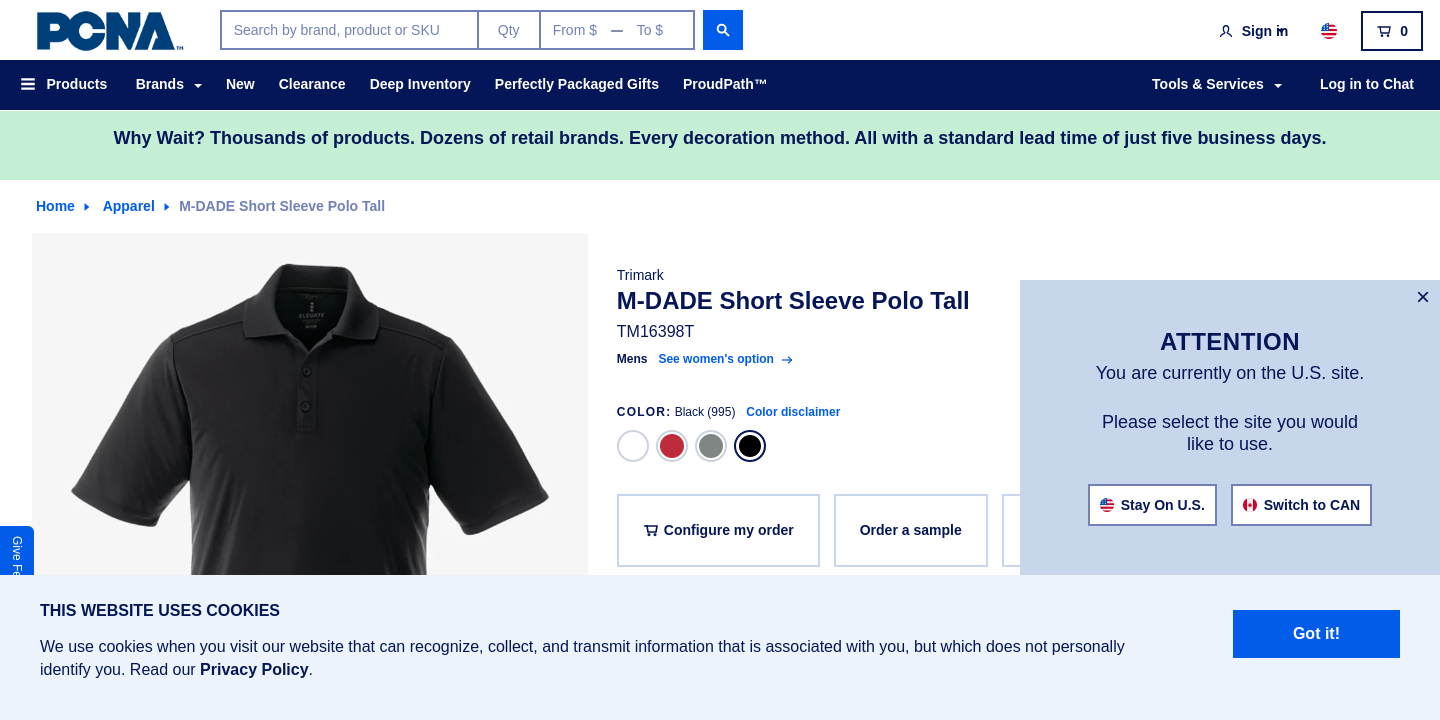 PCNA™
Search by brand, product or SKU
Qty
From $ — To $
Sign in
0
Products
Brands
New
Clearance
Deep Inventory
Perfectly Packaged Gifts
ProudPath™
Tools & Services
Log in to Chat
Why Wait? Thousands of products. Dozens of retail brands. Every decoration method. All with a standard lead time of just five business days.
Home
Apparel
M-DADE Short Sleeve Polo Tall
ELEVATE
Trimark
M-DADE Short Sleeve Polo Tall
TM16398T
Mens See women's option
COLOR: Black (995) Color disclaimer
Configure my order
Order a sample
ATTENTION
You are currently on the U.S. site.
Please select the site you would
like to use.
Stay On U.S.
Switch to CAN
Give Fe
THIS WEBSITE USES COOKIES
We use cookies when you visit our website that can recognize, collect, and transmit information that is associated with you, but which does not personally
identify you. Read our Privacy Policy.
Got it!